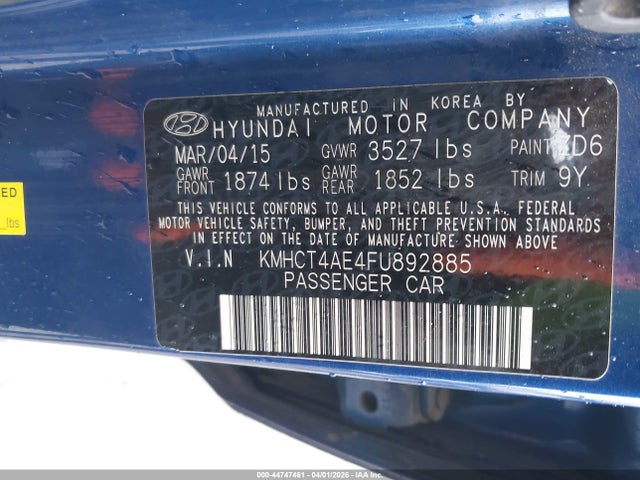 MANUFACTURED IN KOREA BY
HYUNDAI MOTOR COMPANY
MAR/04/15 GVWR 3527 lbs PAINT D6
GAWR FRONT 1874 lbs GAWR REAR 1852 lbs TRIM 9Y
THIS VEHICLE CONFORMS TO ALL APPLICABLE U.S.A. FEDERAL
MOTOR VEHICLE SAFETY, BUMPER, AND THEFT PREVENTION STANDARDS
IN EFFECT ON THE DATE OF MANUFACTURE SHOWN ABOVE
V.I.N KMHCT4AE4FU892885
PASSENGER CAR
lbs
00-44747461 - 04/01/2026 - IAA Inc.